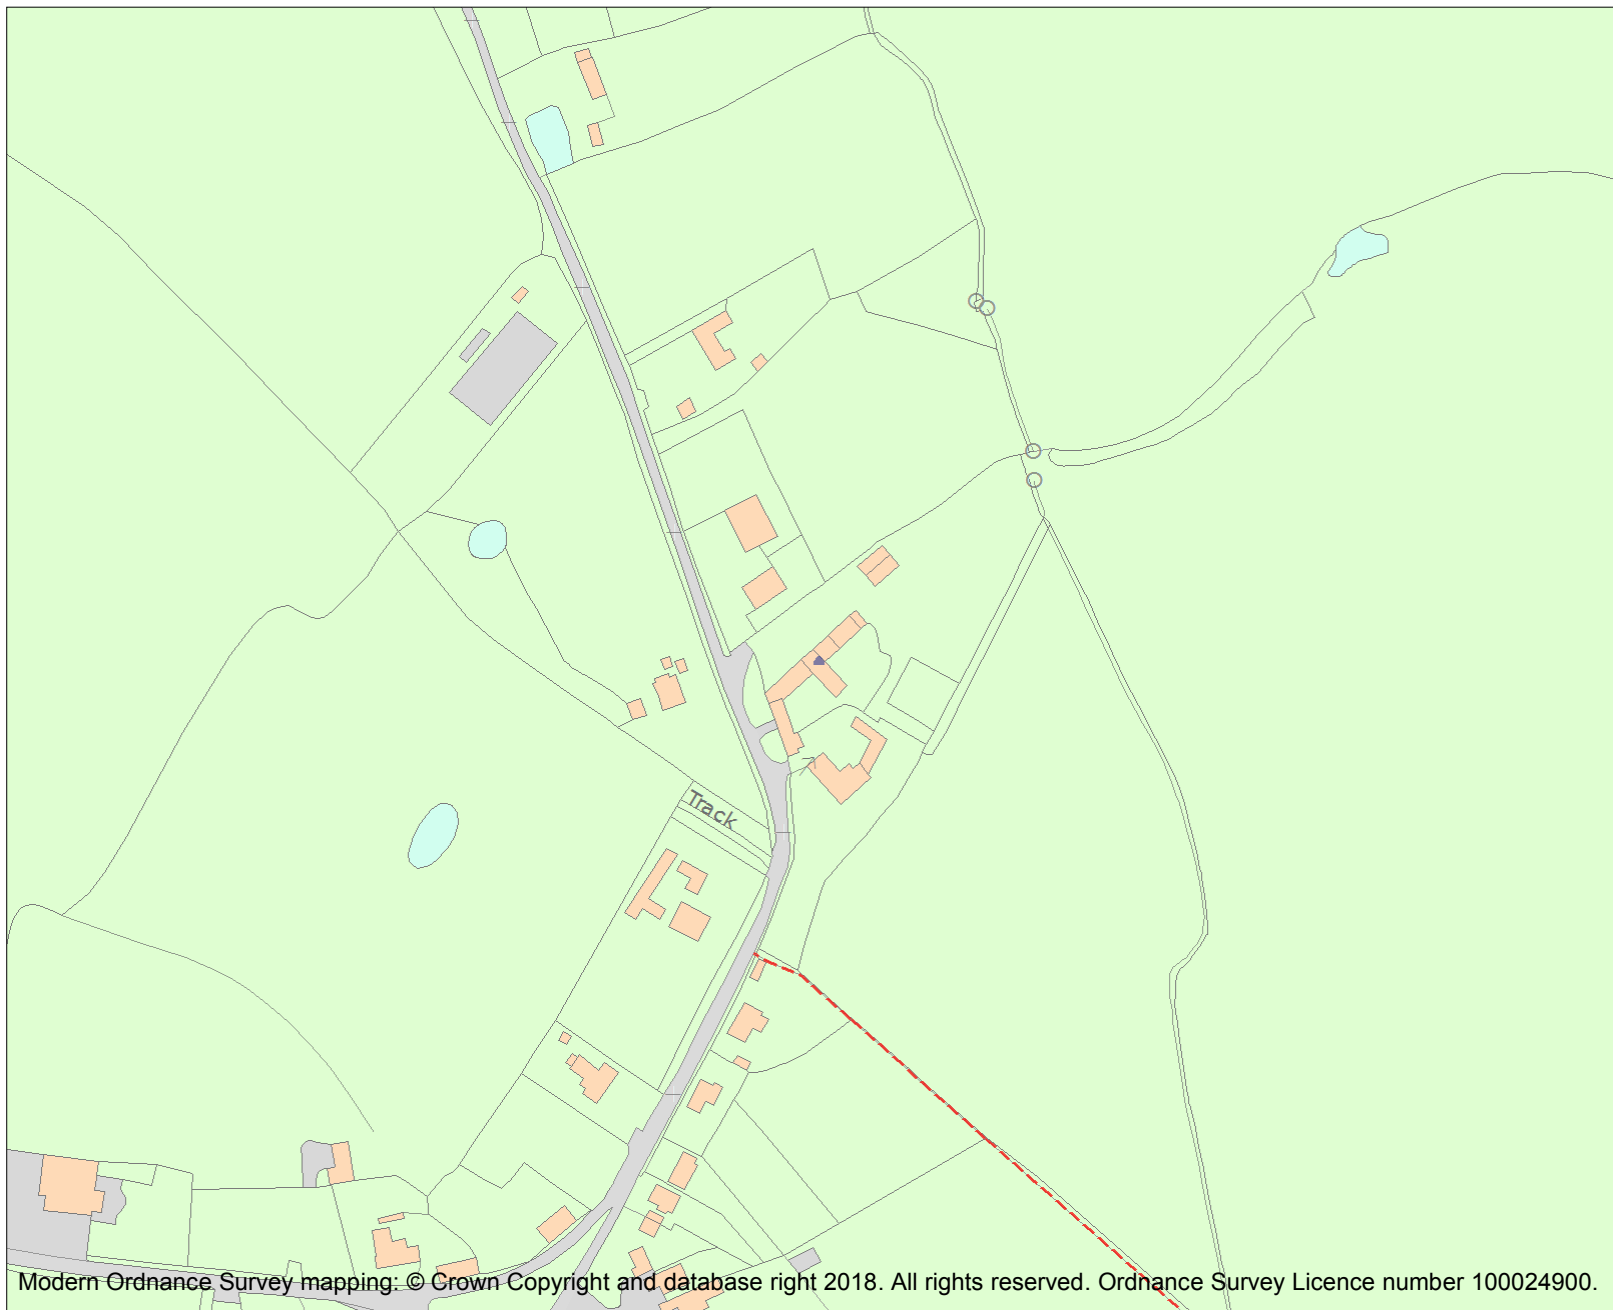 Track
Modern Ordnance Survey mapping: © Crown Copyright and database right 2018. All rights reserved. Ordnance Survey Licence number 100024900.